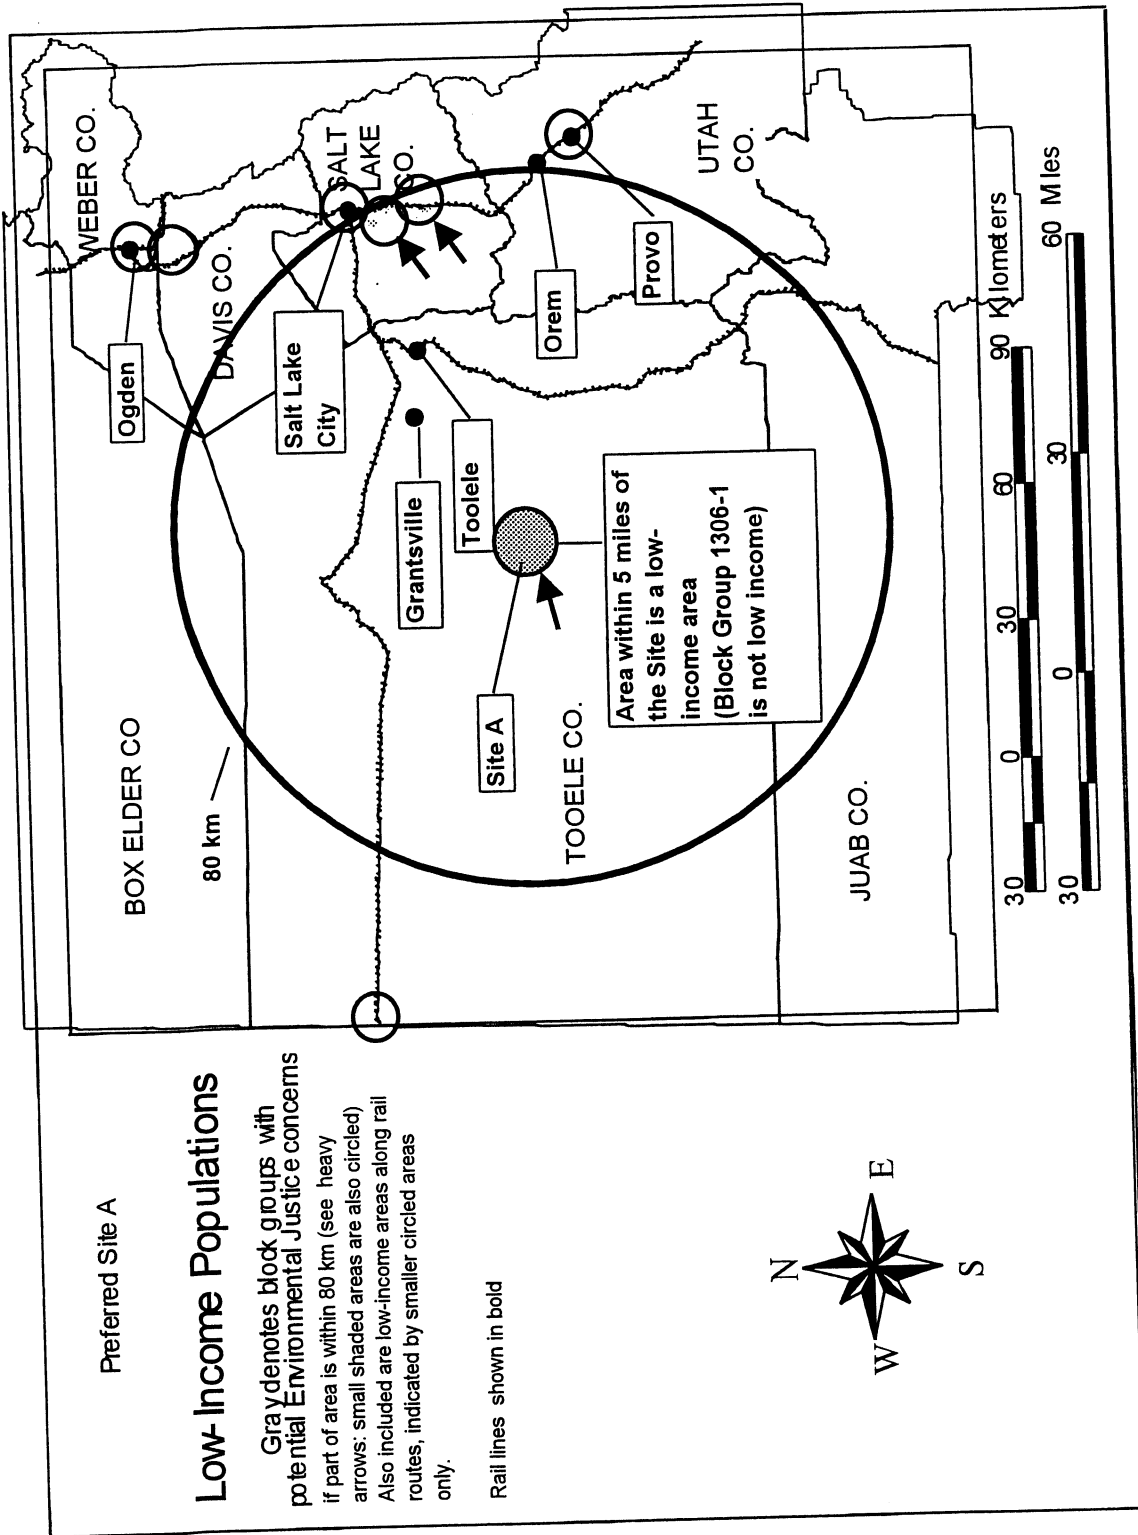 Preferred Site A
Low-Income Populations
Gray denotes block groups with
potential Environmental Justice concerns
if part of area is within 80 km (see heavy
arrows: small shaded areas are also circled)
Also included are low-income areas along rail
routes, indicated by smaller circled areas
only.
Rail lines shown in bold
N
W
E
S
BOX ELDER CO
80 km
WEBER CO.
Ogden
DAVIS CO.
Salt Lake
City
SALT
LAKE
CO.
Grantsville
Toolele
Site A
TOOELE CO.
Area within 5 miles of
the Site is a low-
income area
(Block Group 1306-1
is not low income)
Orem
Provo
UTAH
CO.
JUAB CO.
30 0 30 60 90 Kilometers
30 0 30 60 Miles